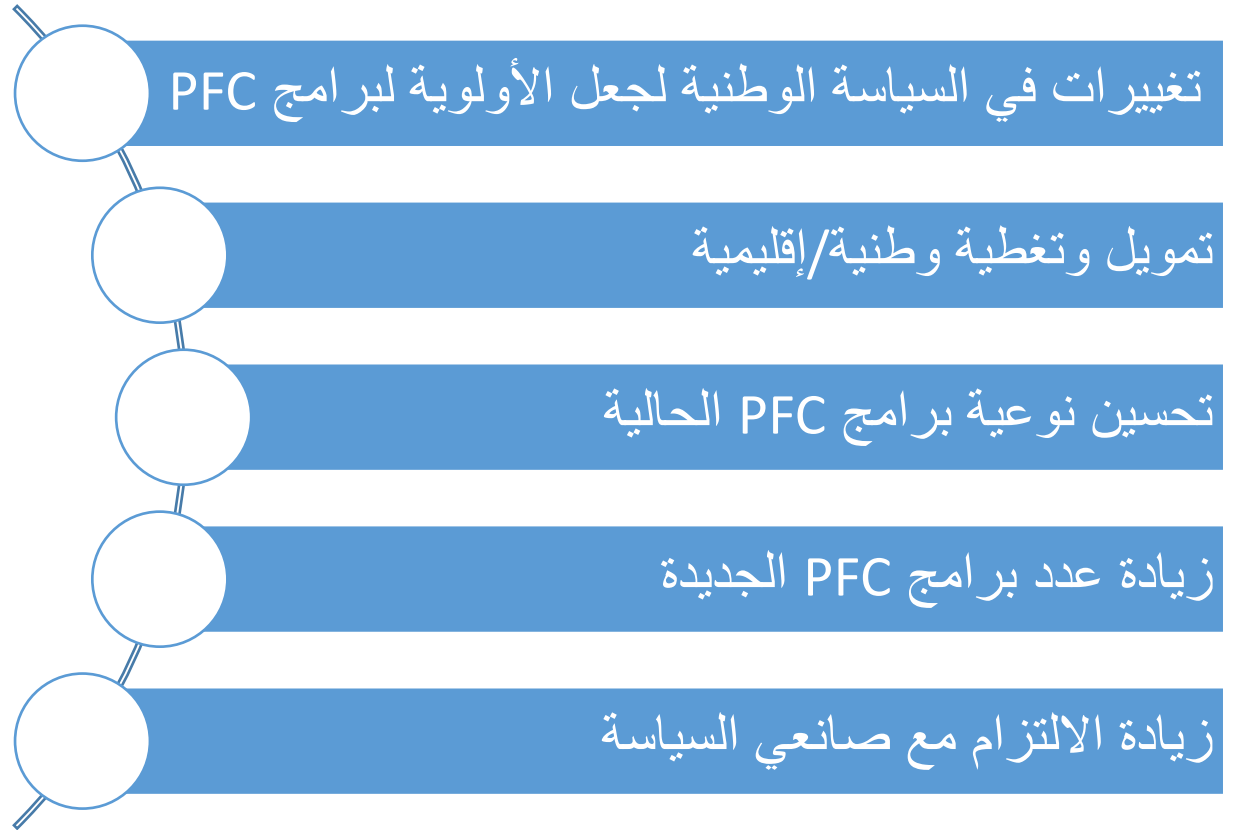 تغييرات في السياسة الوطنية لجعل الأولوية لبرامج PFC
تمويل وتغطية وطنية/إقليمية
تحسين نوعية برامج PFC الحالية
زيادة عدد برامج PFC الجديدة
زيادة الالتزام مع صانعي السياسة